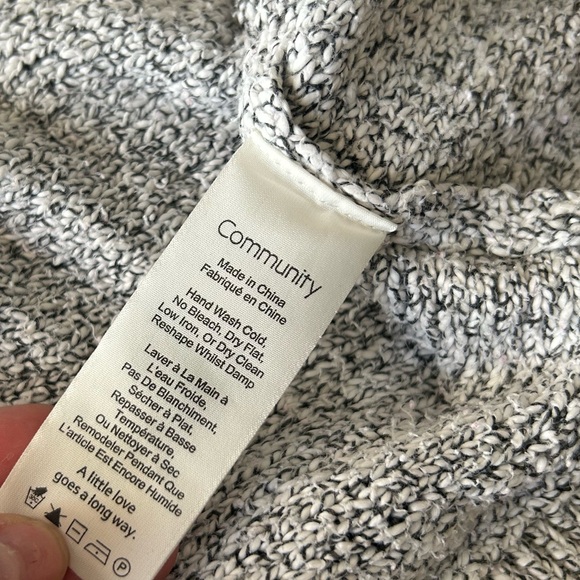 Community
Made in China
Fabriqué en Chine
Hand Wash Cold,
No Bleach, Dry Flat,
Low Iron, Or Dry Clean
Reshape Whilst Damp
Laver à La Main à
L'eau Froide,
Pas De Blanchiment,
Sécher à Plat,
Repasser à Basse
Température,
Ou Nettoyer à Sec
Remodeler Pendant Que
L'article Est Encore Humide
A little love
goes a long way.
P